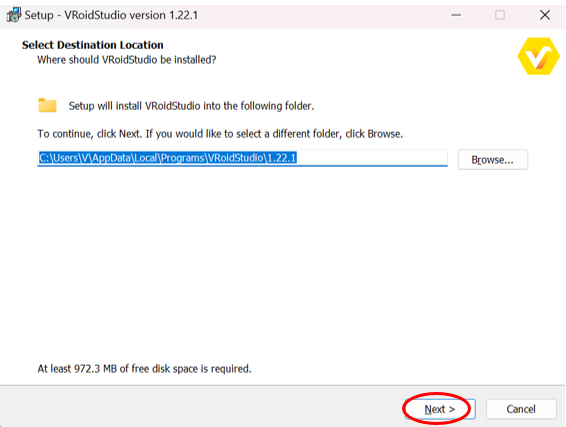 Setup - VRoidStudio version 1.22.1
Select Destination Location
Where should VRoidStudio be installed?
Setup will install VRoidStudio into the following folder.
To continue, click Next. If you would like to select a different folder, click Browse.
C:\Users\V\AppData\Local\Programs\VRoidStudio\1.22.1
Browse...
At least 972.3 MB of free disk space is required.
Next >
Cancel